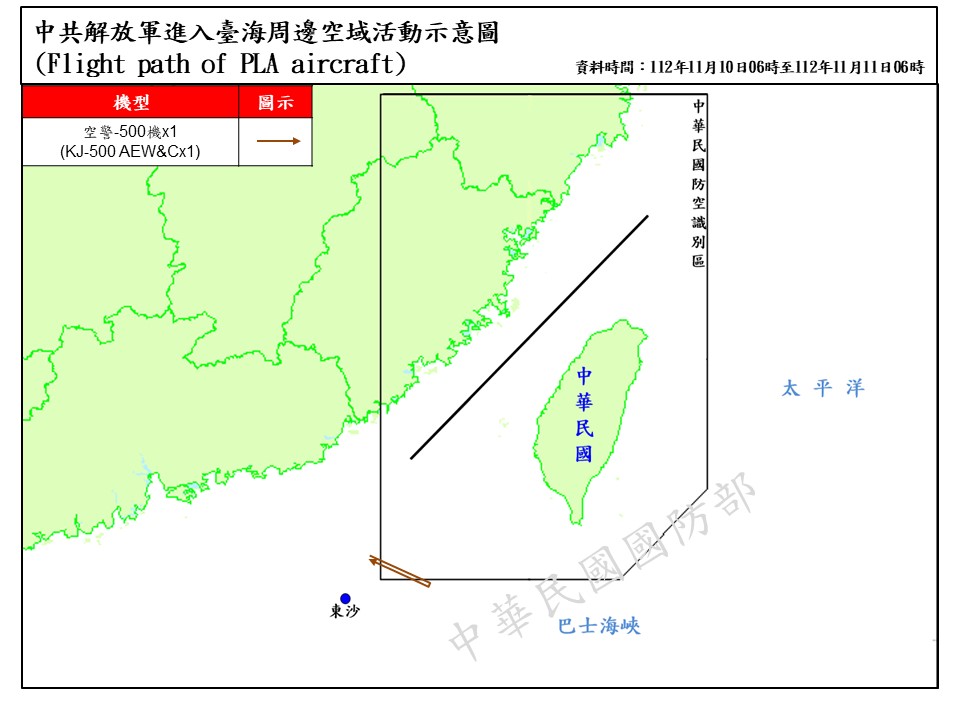 中共解放軍進入臺海周邊空域活動示意圖
(Flight path of PLA aircraft)
資料時間：112年11月10日06時至112年11月11日06時
機型
圖示
空警-500機x1
(KJ-500 AEW&Cx1)
中華民國防空識別區
中華民國
太平洋
東沙
巴士海峽
中華民國國防部